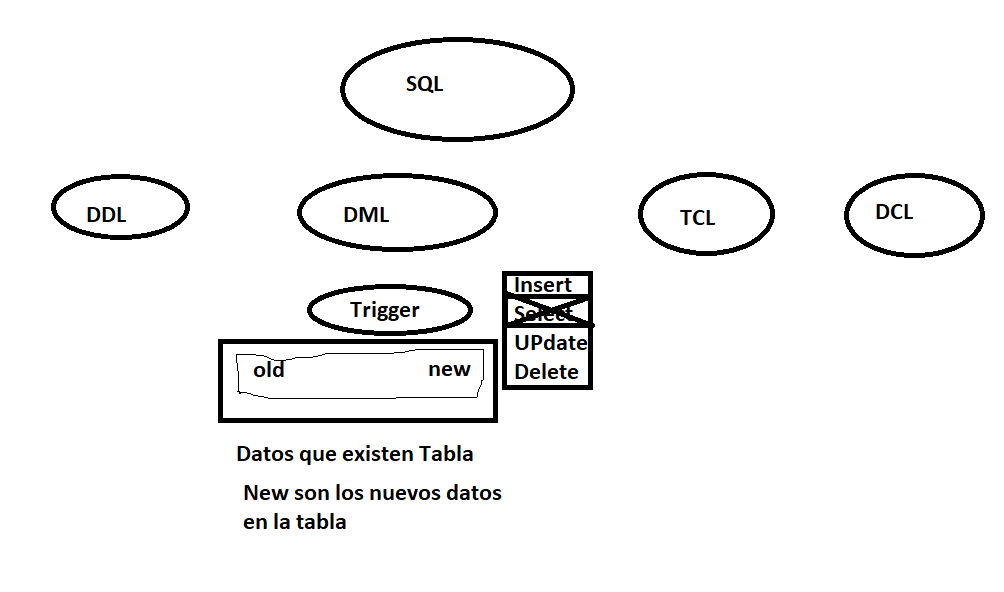 SQL
DDL
DML
TCL
DCL
Trigger
Insert
Select
UPdate
Delete
old
new
Datos que existen Tabla
New son los nuevos datos
en la tabla